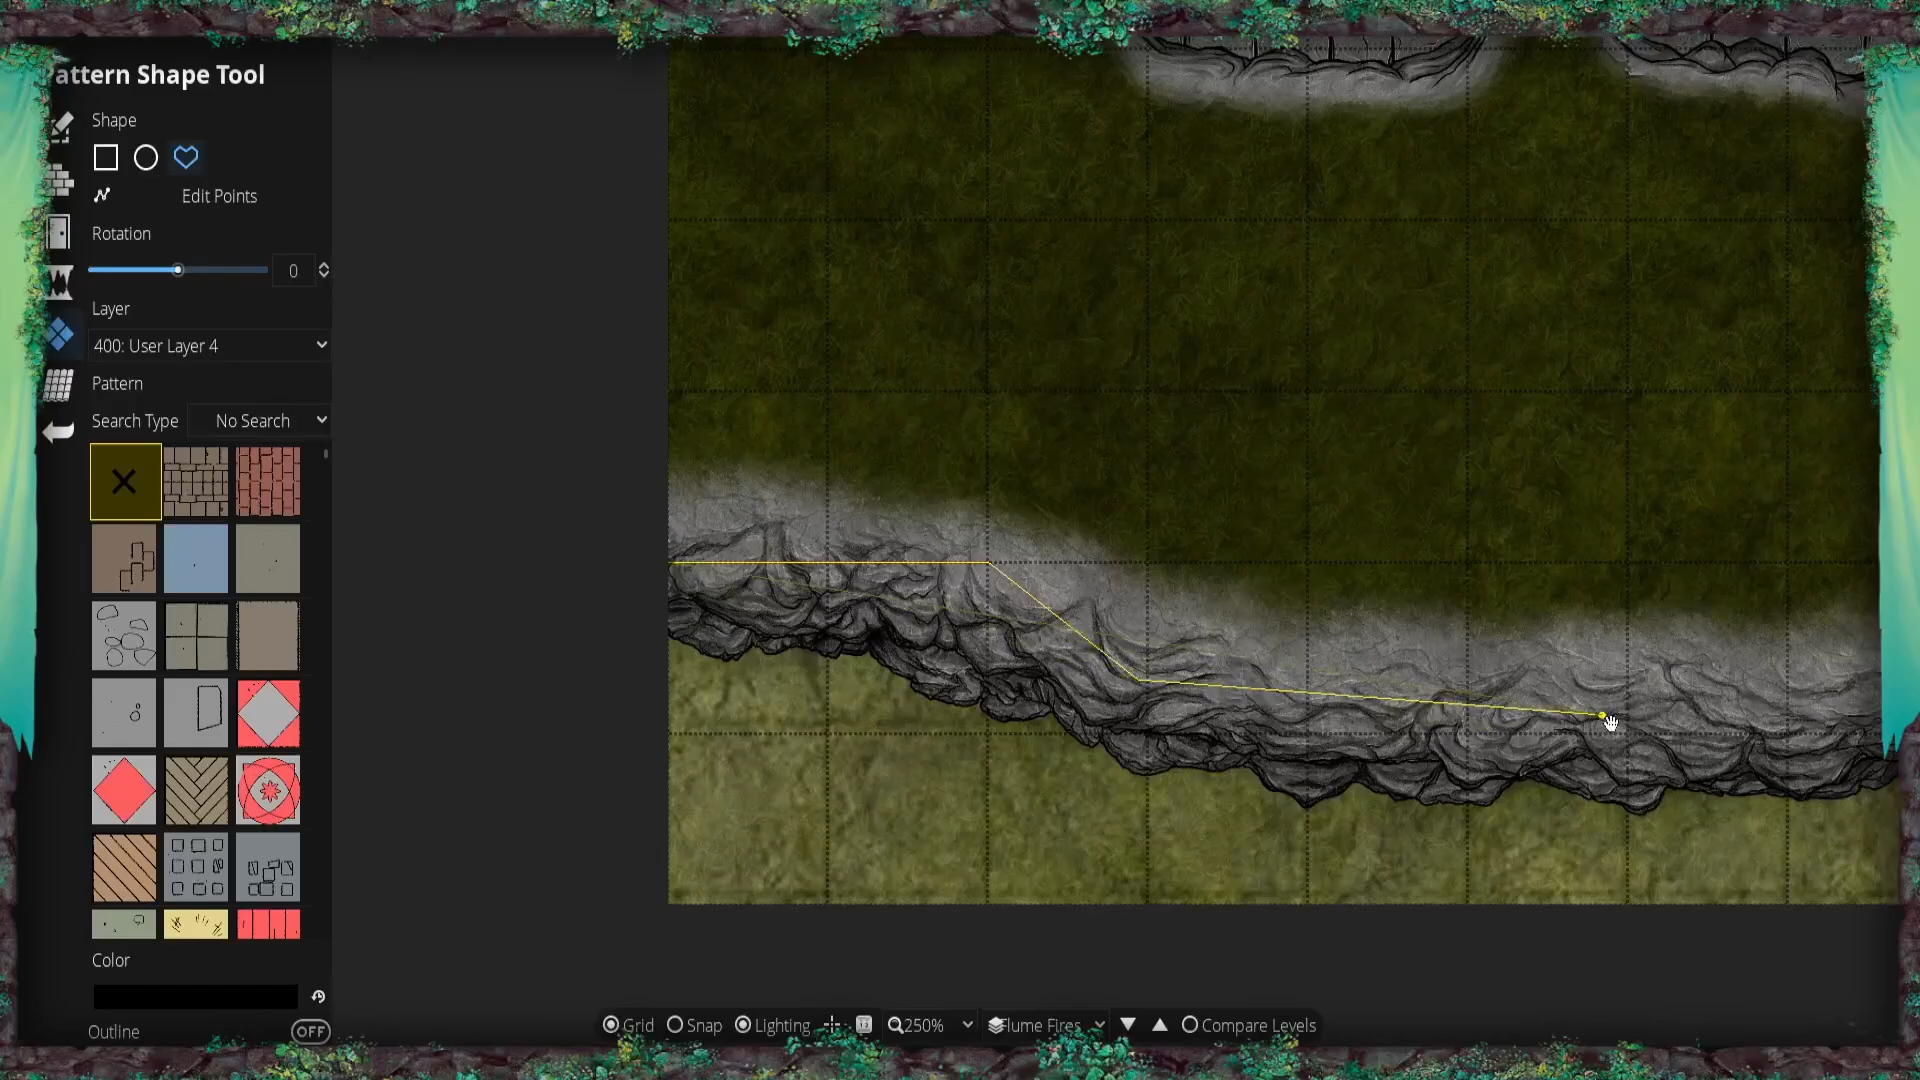 attern Shape Tool
Shape
Edit Points
Rotation
0
Layer
400: User Layer 4
Pattern
Search Type No Search
Color
Outline OFF
Grid Snap Lighting 250% lume Fires Compare Levels